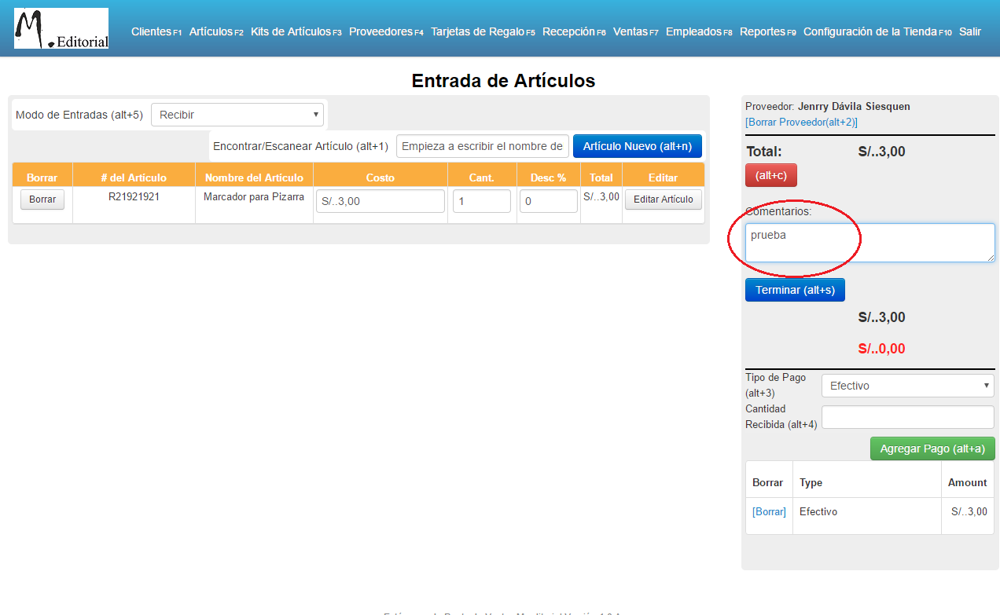 M. Editorial
Clientes F1 Artículos F2 Kits de Artículos F3 Proveedores F4 Tarjetas de Regalo F5 Recepción F6 Ventas F7 Empleados F8 Reportes F9 Configuración de la Tienda F10 Salir
Entrada de Artículos
Modo de Entradas (alt+5) Recibir
Encontrar/Escanear Artículo (alt+1) Empieza a escribir el nombre de Artículo Nuevo (alt+n)
Borrar # del Artículo Nombre del Artículo Costo Cant. Desc % Total Editar
Borrar R21921921 Marcador para Pizarra S/..3,00 1 0 S/..3,00 Editar Artículo
Proveedor: Jenrry Dávila Siesquen
[Borrar Proveedor(alt+2)]
Total: S/..3,00
(alt+c)
Comentarios:
prueba
Terminar (alt+s)
S/..3,00
S/..0,00
Tipo de Pago
(alt+3)
Efectivo
Cantidad
Recibida (alt+4)
Agregar Pago (alt+a)
Borrar Type Amount
[Borrar] Efectivo S/..3,00